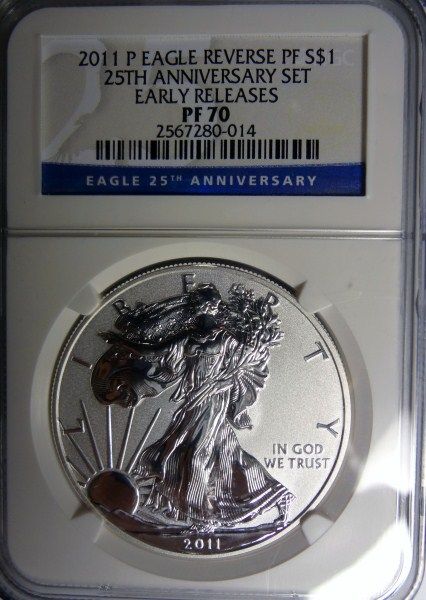 2011 P EAGLE REVERSE PF S$1
25TH ANNIVERSARY SET
EARLY RELEASES
PF 70
2567280-014
EAGLE 25TH ANNIVERSARY
LIBERTY
IN GOD
WE TRUST
2011